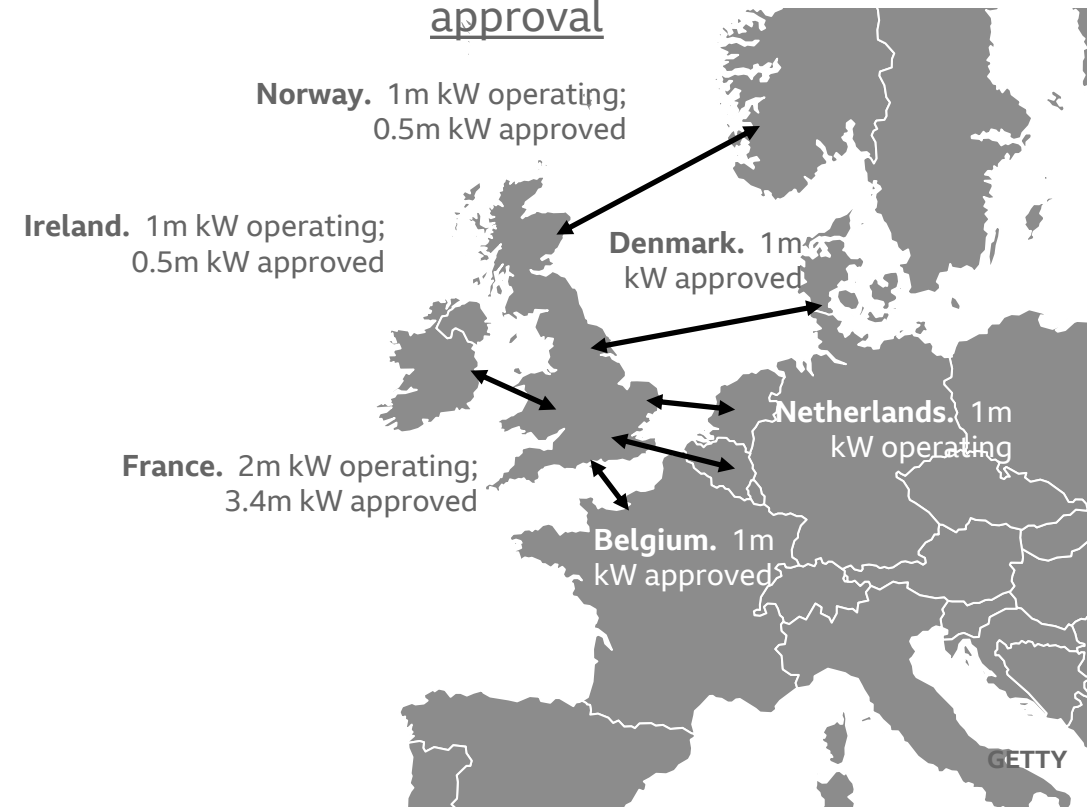 approval
Norway. 1m kW operating;
0.5m kW approved
Ireland. 1m kW operating;
0.5m kW approved
Denmark. 1m
kW approved
Netherlands. 1m
kW operating
France. 2m kW operating;
3.4m kW approved
Belgium. 1m
kW approved
GETTY